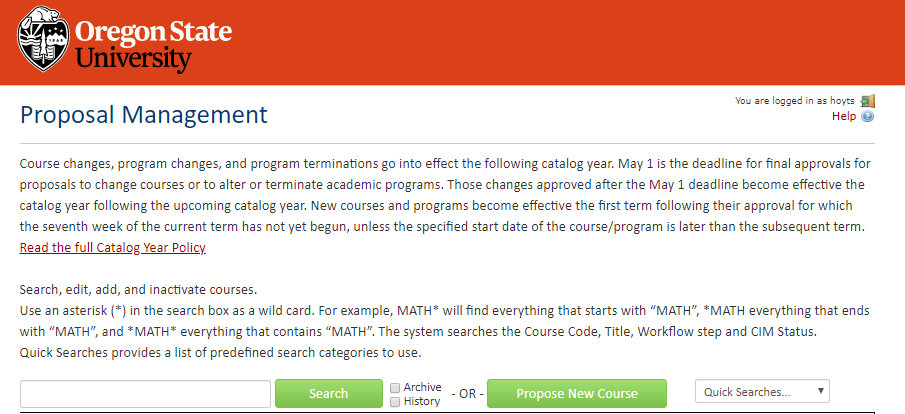 Oregon State
University
You are logged in as hoyts
Proposal Management
Help
Course changes, program changes, and program terminations go into effect the following catalog year. May 1 is the deadline for final approvals for
proposals to change courses or to alter or terminate academic programs. Those changes approved after the May 1 deadline become effective the
catalog year following the upcoming catalog year. New courses and programs become effective the first term following their approval for which
the seventh week of the current term has not yet begun, unless the specified start date of the course/program is later than the subsequent term.
Read the full Catalog Year Policy
Search, edit, add, and inactivate courses.
Use an asterisk (*) in the search box as a wild card. For example, MATH* will find everything that starts with “MATH”, *MATH everything that ends
with “MATH”, and *MATH* everything that contains “MATH”. The system searches the Course Code, Title, Workflow step and CIM Status.
Quick Searches provides a list of predefined search categories to use.
Search
Archive
History
- OR -
Propose New Course
Quick Searches...